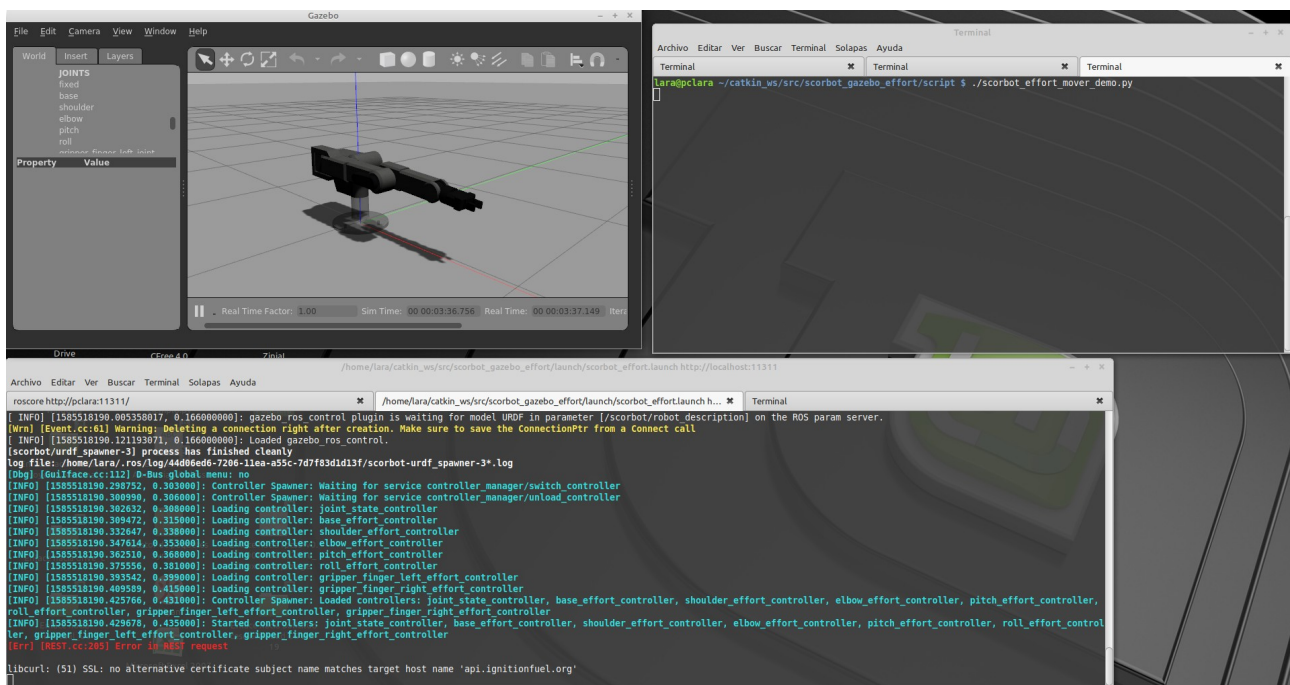 Gazebo
File Edit Camera View Window Help
World Insert Layers
JOINTS
fixed
base
shoulder
elbow
pitch
roll
gripper_finger_left_joint
Property Value
Real Time Factor: 1.00 Sim Time: 00 00:03:36.756 Real Time: 00 00:03:37.149 Itera
Terminal
Archivo Editar Ver Buscar Terminal Solapas Ayuda
Terminal Terminal Terminal
lara@pclara ~/catkin_ws/src/scorbot_gazebo_effort/script $ ./scorbot_effort_mover_demo.py
Drive CFree 4.0 Zinjal
/home/lara/catkin_ws/src/scorbot_gazebo_effort/launch/scorbot_effort.launch http://localhost:11311
Archivo Editar Ver Buscar Terminal Solapas Ayuda
roscore http://pclara:11311/ /home/lara/catkin_ws/src/scorbot_gazebo_effort/launch/scorbot_effort.launch h... Terminal
[ INFO] [1585518190.005358017, 0.166000000]: gazebo_ros_control plugin is waiting for model URDF in parameter [/scorbot/robot_description] on the ROS param server.
[Wrn] [Event.cc:61] Warning: Deleting a connection right after creation. Make sure to save the ConnectionPtr from a Connect call
[ INFO] [1585518190.121193071, 0.166000000]: Loaded gazebo_ros_control.
[scorbot/urdf_spawner-3] process has finished cleanly
log file: /home/lara/.ros/log/44d06ed6-7206-11ea-a55c-7d7f83d1d13f/scorbot-urdf_spawner-3*.log
[Dbg] [GuiIface.cc:112] D-Bus global menu: no
[INFO] [1585518190.298752, 0.303000]: Controller Spawner: Waiting for service controller_manager/switch_controller
[INFO] [1585518190.300990, 0.306000]: Controller Spawner: Waiting for service controller_manager/unload_controller
[INFO] [1585518190.302632, 0.308000]: Loading controller: joint_state_controller
[INFO] [1585518190.309472, 0.315000]: Loading controller: base_effort_controller
[INFO] [1585518190.332647, 0.338000]: Loading controller: shoulder_effort_controller
[INFO] [1585518190.347614, 0.353000]: Loading controller: elbow_effort_controller
[INFO] [1585518190.362510, 0.368000]: Loading controller: pitch_effort_controller
[INFO] [1585518190.375556, 0.381000]: Loading controller: roll_effort_controller
[INFO] [1585518190.393542, 0.399000]: Loading controller: gripper_finger_left_effort_controller
[INFO] [1585518190.409589, 0.415000]: Loading controller: gripper_finger_right_effort_controller
[INFO] [1585518190.425766, 0.431000]: Controller Spawner: Loaded controllers: joint_state_controller, base_effort_controller, shoulder_effort_controller, elbow_effort_controller, pitch_effort_controller,
roll_effort_controller, gripper_finger_left_effort_controller, gripper_finger_right_effort_controller
[INFO] [1585518190.429678, 0.435000]: Started controllers: joint_state_controller, base_effort_controller, shoulder_effort_controller, elbow_effort_controller, pitch_effort_controller, roll_effort_control
ler, gripper_finger_left_effort_controller, gripper_finger_right_effort_controller
[Err] [REST.cc:205] Error in REST request
libcurl: (51) SSL: no alternative certificate subject name matches target host name 'api.ignitionfuel.org'